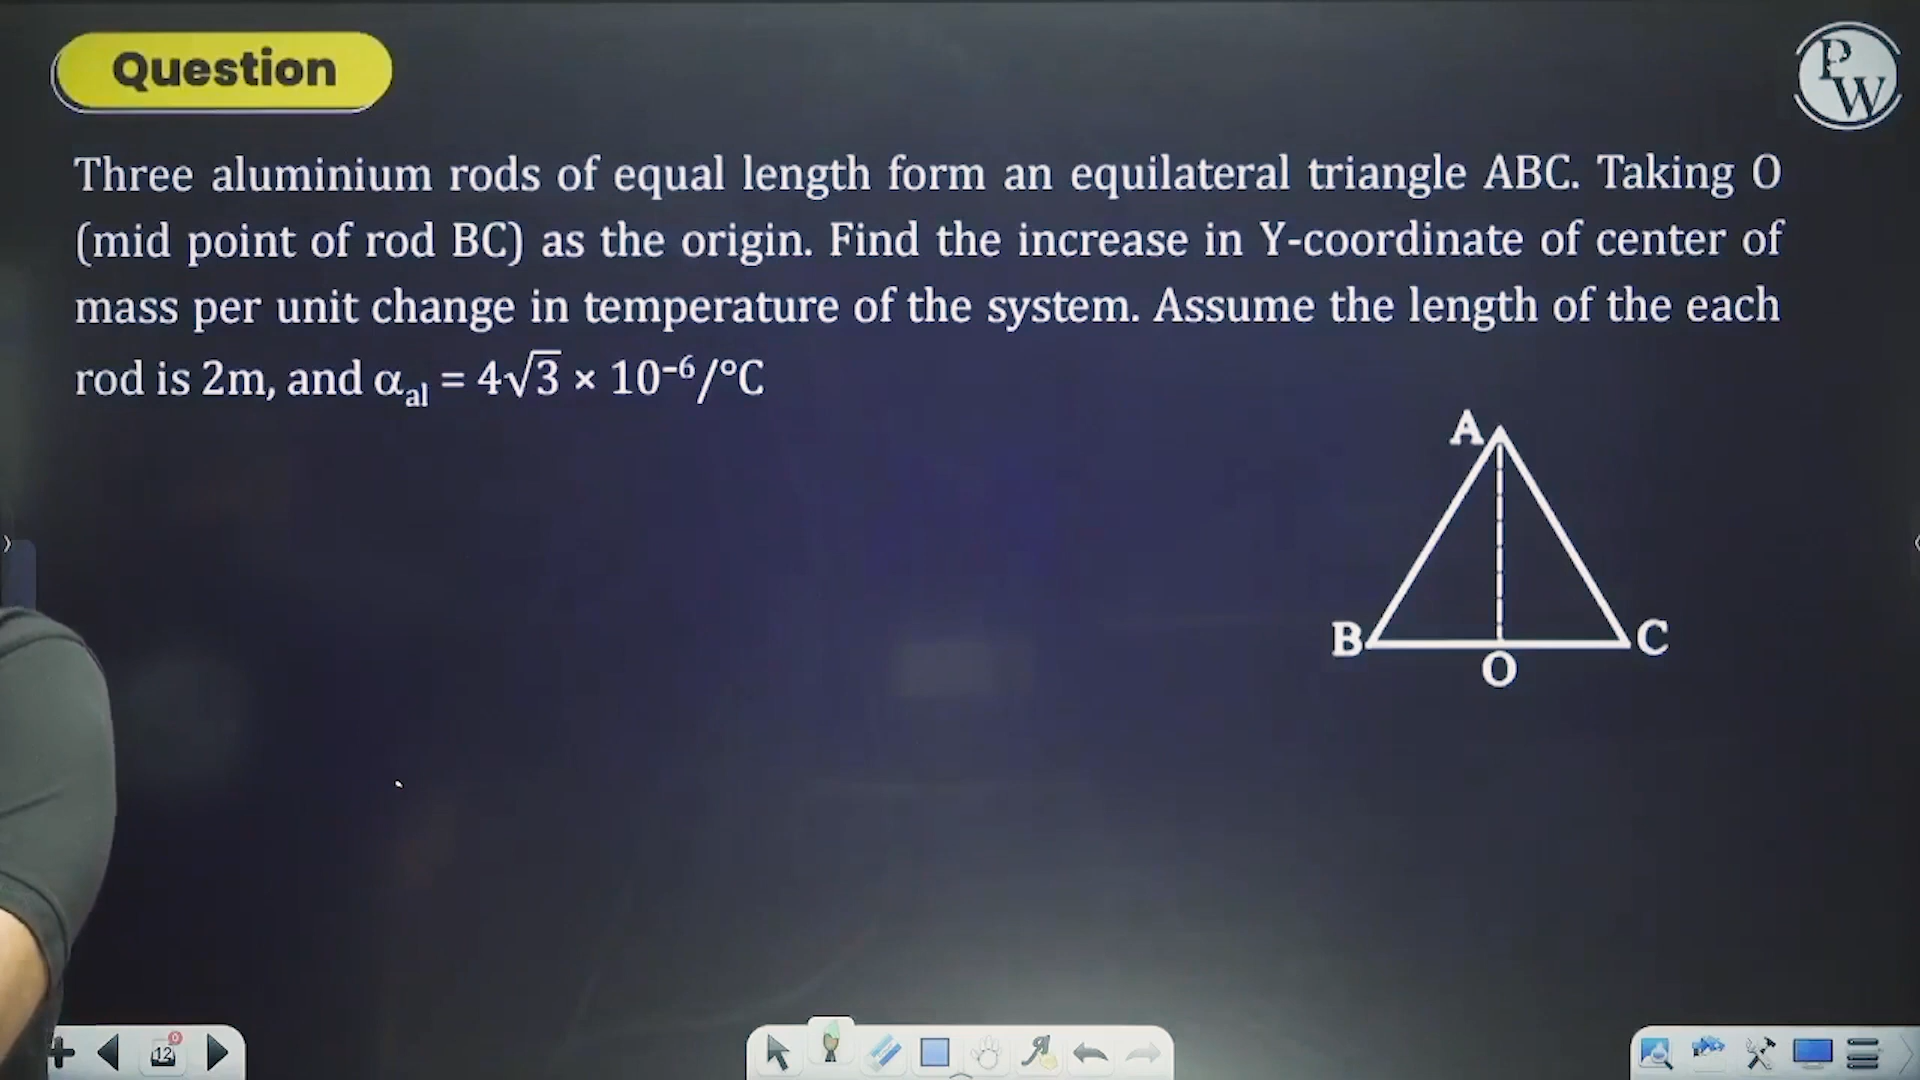 Question
P
W
Three aluminium rods of equal length form an equilateral triangle ABC. Taking O
(mid point of rod BC) as the origin. Find the increase in Y-coordinate of center of
mass per unit change in temperature of the system. Assume the length of the each
rod is 2m, and α_al = 4√3 × 10⁻⁶/°C
A
B
C
O
12
0